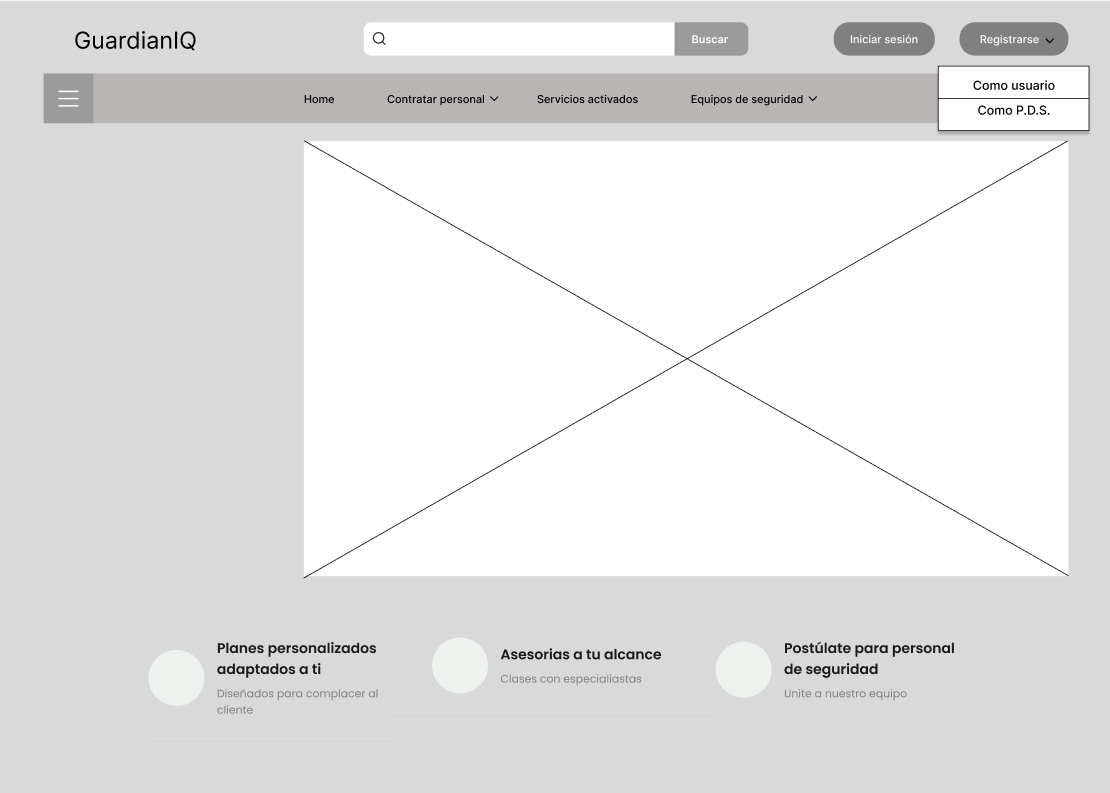 GuardianIQ
Buscar
Iniciar sesión
Registrarse
Como usuario
Como P.D.S.
Home
Contratar personal
Servicios activados
Equipos de seguridad
Planes personalizados
adaptados a ti
Diseñados para complacer al
cliente
Asesorias a tu alcance
Clases con especialiastas
Postúlate para personal
de seguridad
Unite a nuestro equipo